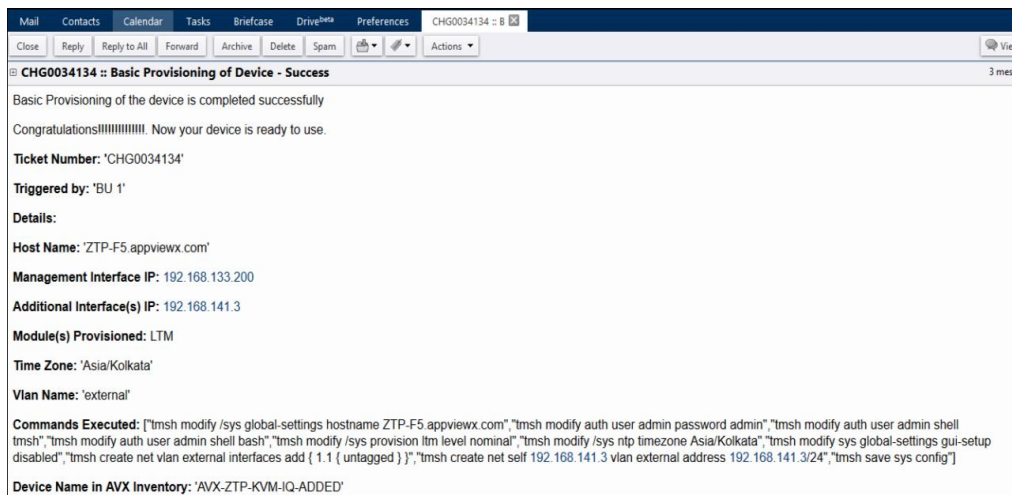 Mail Contacts Calendar Tasks Briefcase Drivebeta Preferences CHG0034134 :: B
Close Reply Reply to All Forward Archive Delete Spam Actions
CHG0034134 :: Basic Provisioning of Device - Success
Basic Provisioning of the device is completed successfully
Congratulations!!!!!!!!!!!!!!. Now your device is ready to use.
Ticket Number: 'CHG0034134'
Triggered by: 'BU 1'
Details:
Host Name: 'ZTP-F5.appviewx.com'
Management Interface IP: 192.168.133.200
Additional Interface(s) IP: 192.168.141.3
Module(s) Provisioned: LTM
Time Zone: 'Asia/Kolkata'
Vlan Name: 'external'
Commands Executed: ["tmsh modify /sys global-settings hostname ZTP-F5.appviewx.com","tmsh modify auth user admin password admin","tmsh modify auth user admin shell
tmsh","tmsh modify auth user admin shell bash","tmsh modify /sys provision ltm level nominal","tmsh modify /sys ntp timezone Asia/Kolkata","tmsh modify sys global-settings gui-setup
disabled","tmsh create net vlan external interfaces add { 1.1 { untagged } }","tmsh create net self 192.168.141.3 vlan external address 192.168.141.3/24","tmsh save sys config"]
Device Name in AVX Inventory: 'AVX-ZTP-KVM-IQ-ADDED'